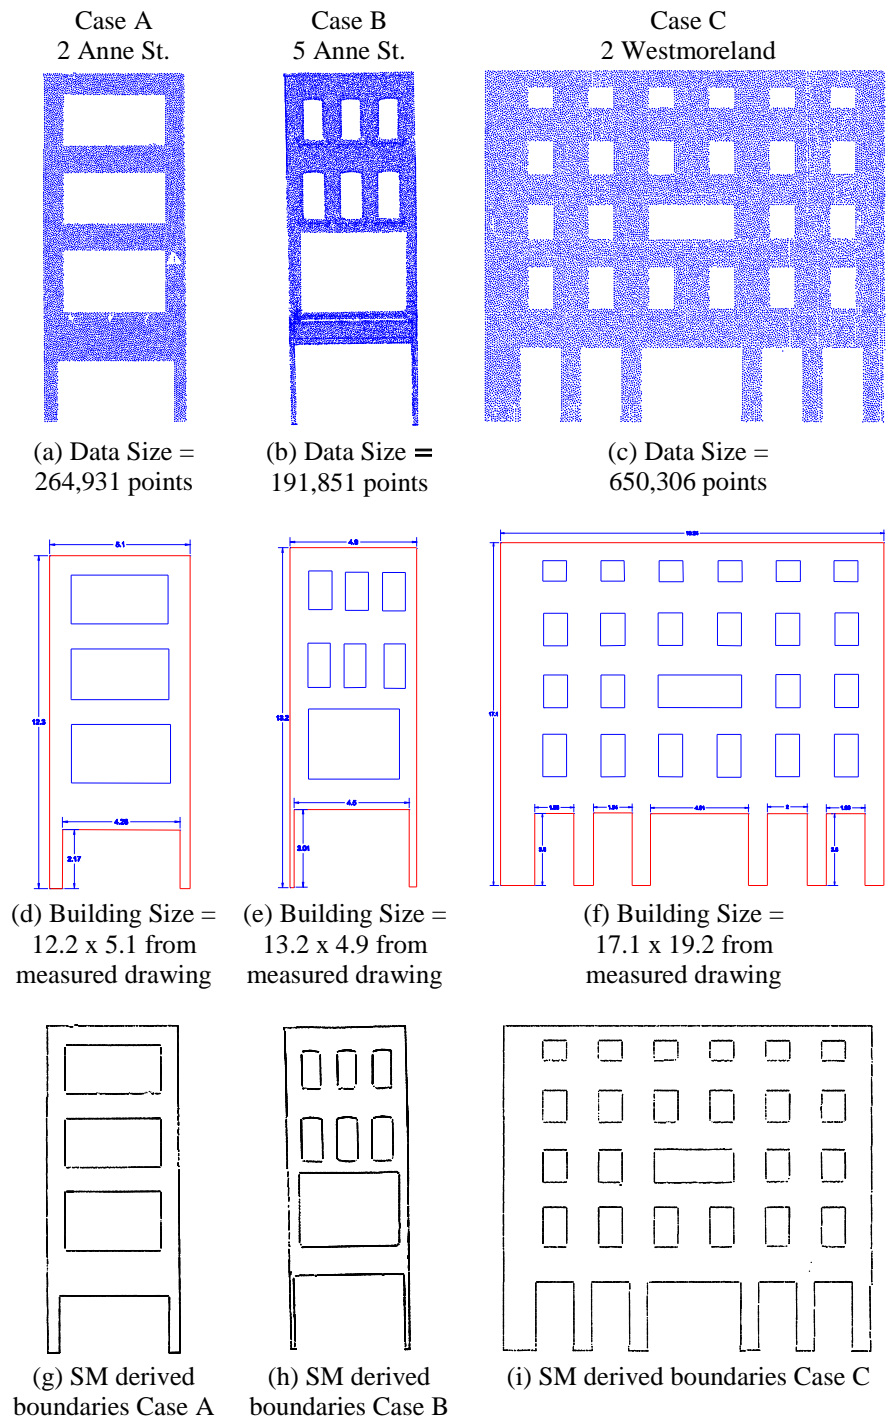 Case A
2 Anne St.
Case B
5 Anne St.
Case C
2 Westmoreland
(a) Data Size =
264,931 points
(b) Data Size =
191,851 points
(c) Data Size =
650,306 points
5.1
12.3
4.28
2.17
4.9
13.2
4.5
17.1
2
(d) Building Size =
12.2 x 5.1 from
measured drawing
(e) Building Size =
13.2 x 4.9 from
measured drawing
(f) Building Size =
17.1 x 19.2 from
measured drawing
(g) SM derived
boundaries Case A
(h) SM derived
boundaries Case B
(i) SM derived boundaries Case C